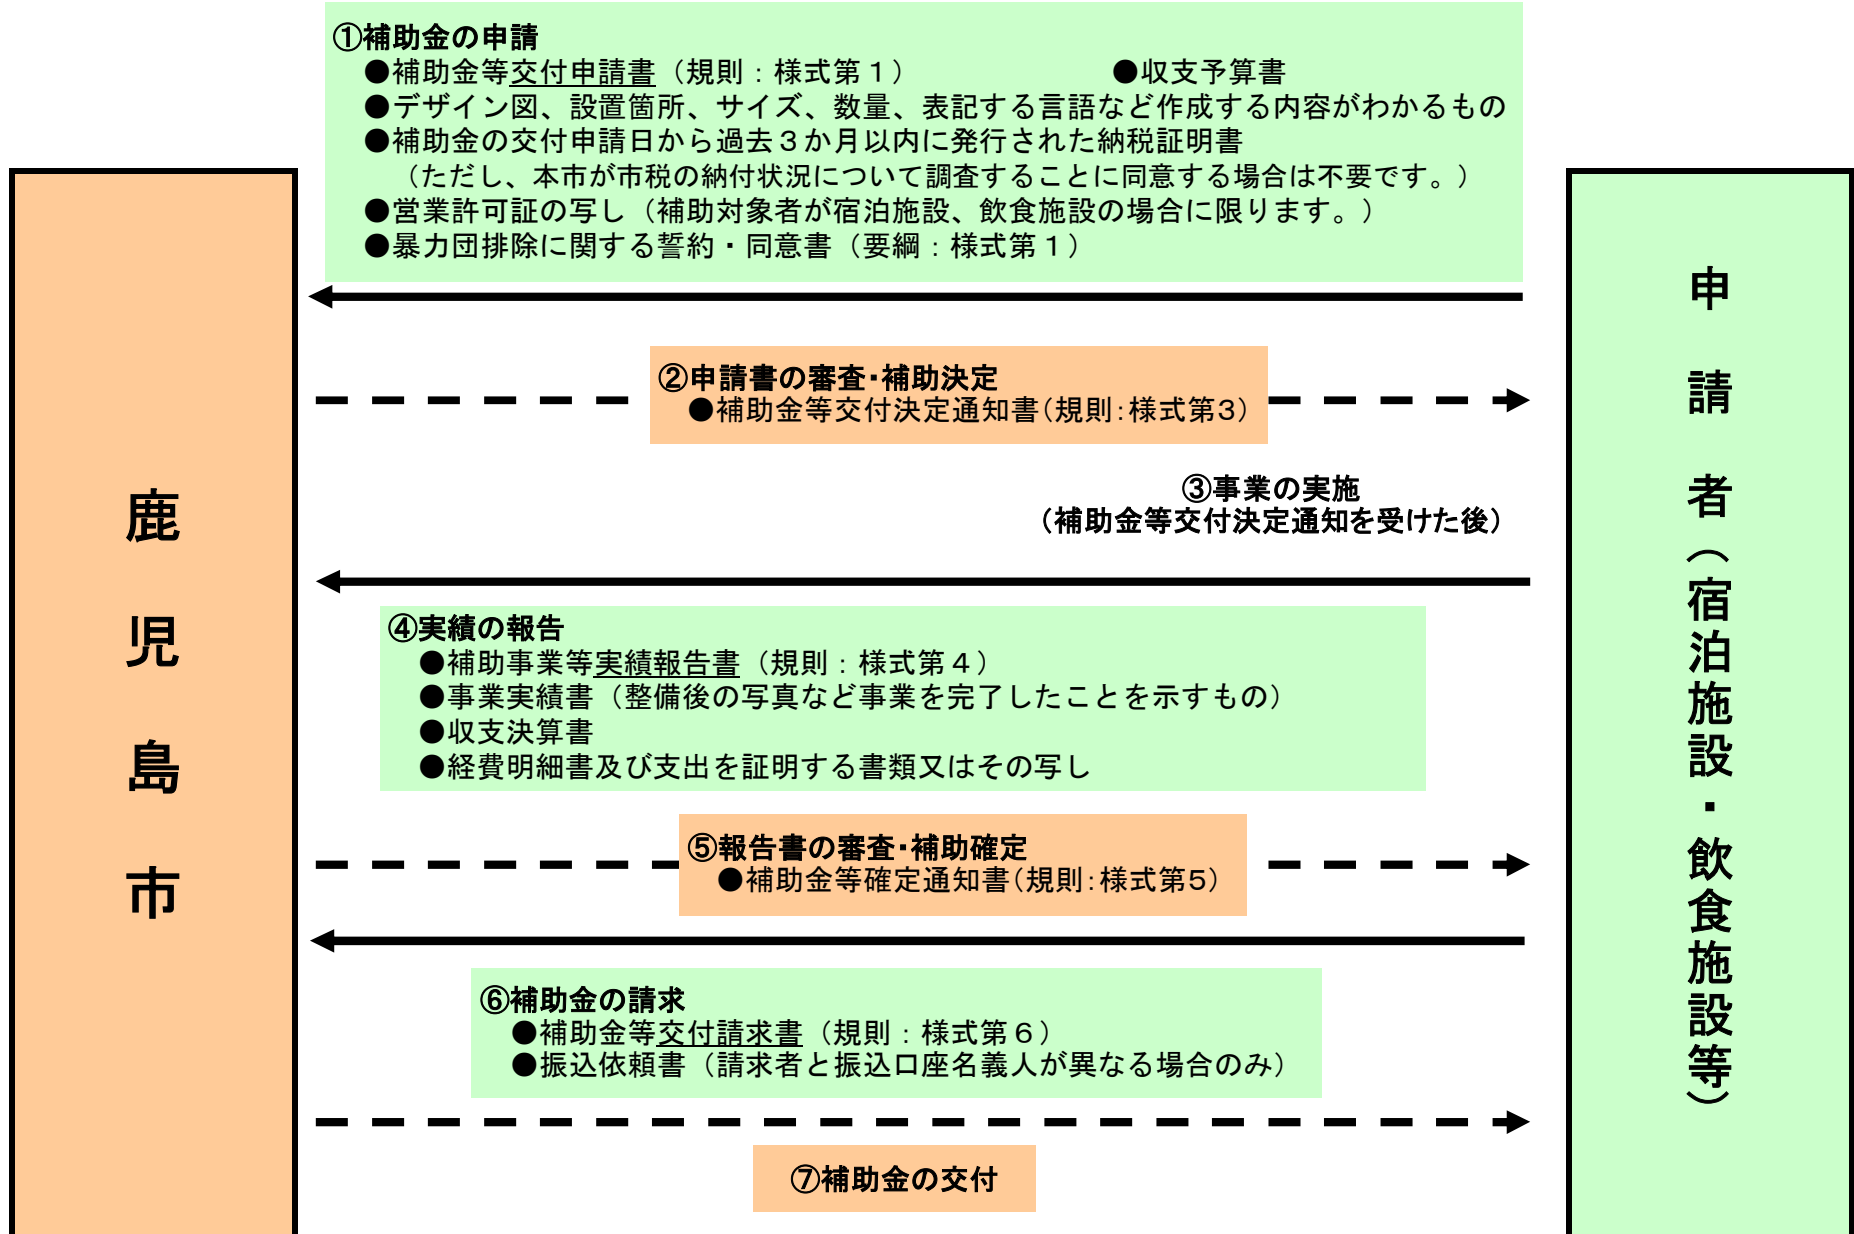 ①補助金の申請
●補助金等交付申請書（規則：様式第１） ●収支予算書
●デザイン図、設置箇所、サイズ、数量、表記する言語など作成する内容がわかるもの
●補助金の交付申請日から過去３か月以内に発行された納税証明書
（ただし、本市が市税の納付状況について調査することに同意する場合は不要です。）
●営業許可証の写し（補助対象者が宿泊施設、飲食施設の場合に限ります。）
●暴力団排除に関する誓約・同意書（要綱：様式第１）
②申請書の審査・補助決定
●補助金等交付決定通知書（規則：様式第3）
③事業の実施
（補助金等交付決定通知を受けた後）
④実績の報告
●補助事業等実績報告書（規則：様式第４）
●事業実績書（整備後の写真など事業を完了したことを示すもの）
●収支決算書
●経費明細書及び支出を証明する書類又はその写し
⑤報告書の審査・補助確定
●補助金等確定通知書（規則：様式第5）
⑥補助金の請求
●補助金等交付請求書（規則：様式第６）
●振込依頼書（請求者と振込口座名義人が異なる場合のみ）
⑦補助金の交付
鹿児島市
申請者（宿泊施設・飲食施設等）